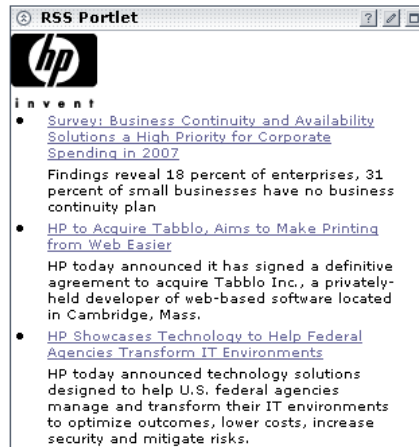 RSS Portlet
?
hp
invent
Survey: Business Continuity and Availability
Solutions a High Priority for Corporate
Spending in 2007
Findings reveal 18 percent of enterprises, 31
percent of small businesses have no business
continuity plan
HP to Acquire Tabblo, Aims to Make Printing
from Web Easier
HP today announced it has signed a definitive
agreement to acquire Tabblo Inc., a privately-
held developer of web-based software located
in Cambridge, Mass.
HP Showcases Technology to Help Federal
Agencies Transform IT Environments
HP today announced technology solutions
designed to help U.S. federal agencies
manage and transform their IT environments
to optimize outcomes, lower costs, increase
security and mitigate risks.